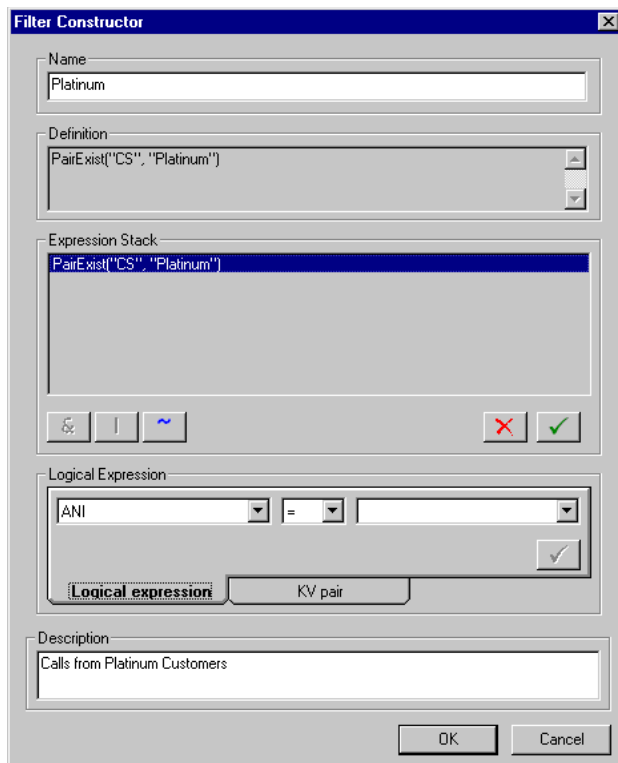 Filter Constructor
Name
Platinum
Definition
PairExist("CS", "Platinum")
Expression Stack
PairExist("CS", "Platinum")
& | ~
Logical Expression
ANI =
Logical expression KV pair
Description
Calls from Platinum Customers
OK Cancel